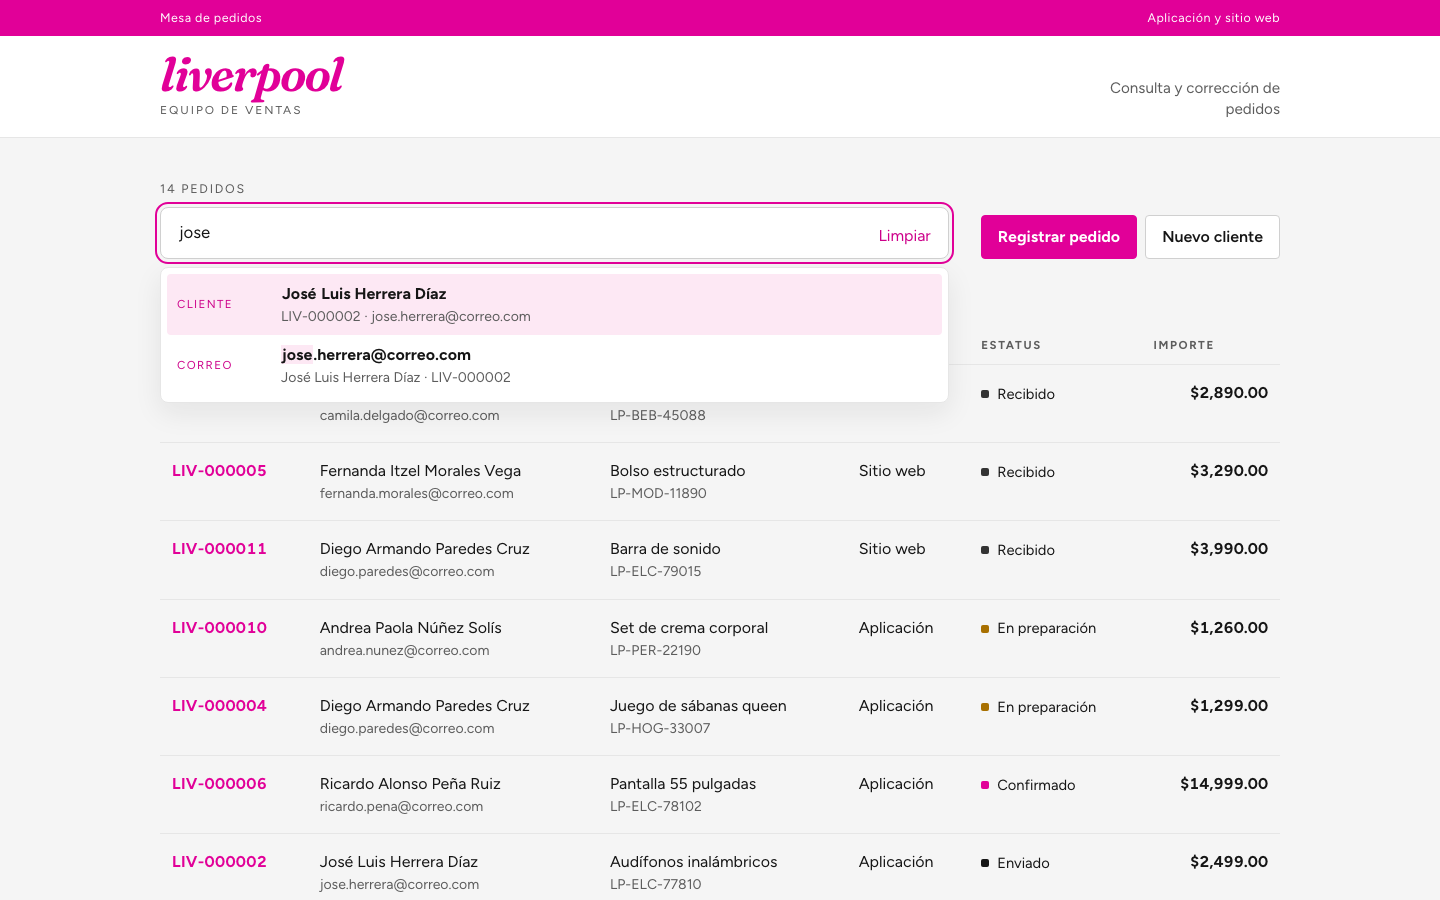 Mesa de pedidos
Aplicación y sitio web
liverpool
EQUIPO DE VENTAS
Consulta y corrección de
pedidos
14 PEDIDOS
jose
Limpiar
Registrar pedido
Nuevo cliente
CLIENTE
José Luis Herrera Díaz
LIV-000002 · jose.herrera@correo.com
CORREO
jose.herrera@correo.com
José Luis Herrera Díaz · LIV-000002
ESTATUS
IMPORTE
Recibido
$2,890.00
camila.delgado@correo.com
LP-BEB-45088
LIV-000005
Fernanda Itzel Morales Vega
Bolso estructurado
Sitio web
Recibido
$3,290.00
fernanda.morales@correo.com
LP-MOD-11890
LIV-000011
Diego Armando Paredes Cruz
Barra de sonido
Sitio web
Recibido
$3,990.00
diego.paredes@correo.com
LP-ELC-79015
LIV-000010
Andrea Paola Núñez Solís
Set de crema corporal
Aplicación
En preparación
$1,260.00
andrea.nunez@correo.com
LP-PER-22190
LIV-000004
Diego Armando Paredes Cruz
Juego de sábanas queen
Aplicación
En preparación
$1,299.00
diego.paredes@correo.com
LP-HOG-33007
LIV-000006
Ricardo Alonso Peña Ruiz
Pantalla 55 pulgadas
Aplicación
Confirmado
$14,999.00
ricardo.pena@correo.com
LP-ELC-78102
LIV-000002
José Luis Herrera Díaz
Audífonos inalámbricos
Aplicación
Enviado
$2,499.00
jose.herrera@correo.com
LP-ELC-77810